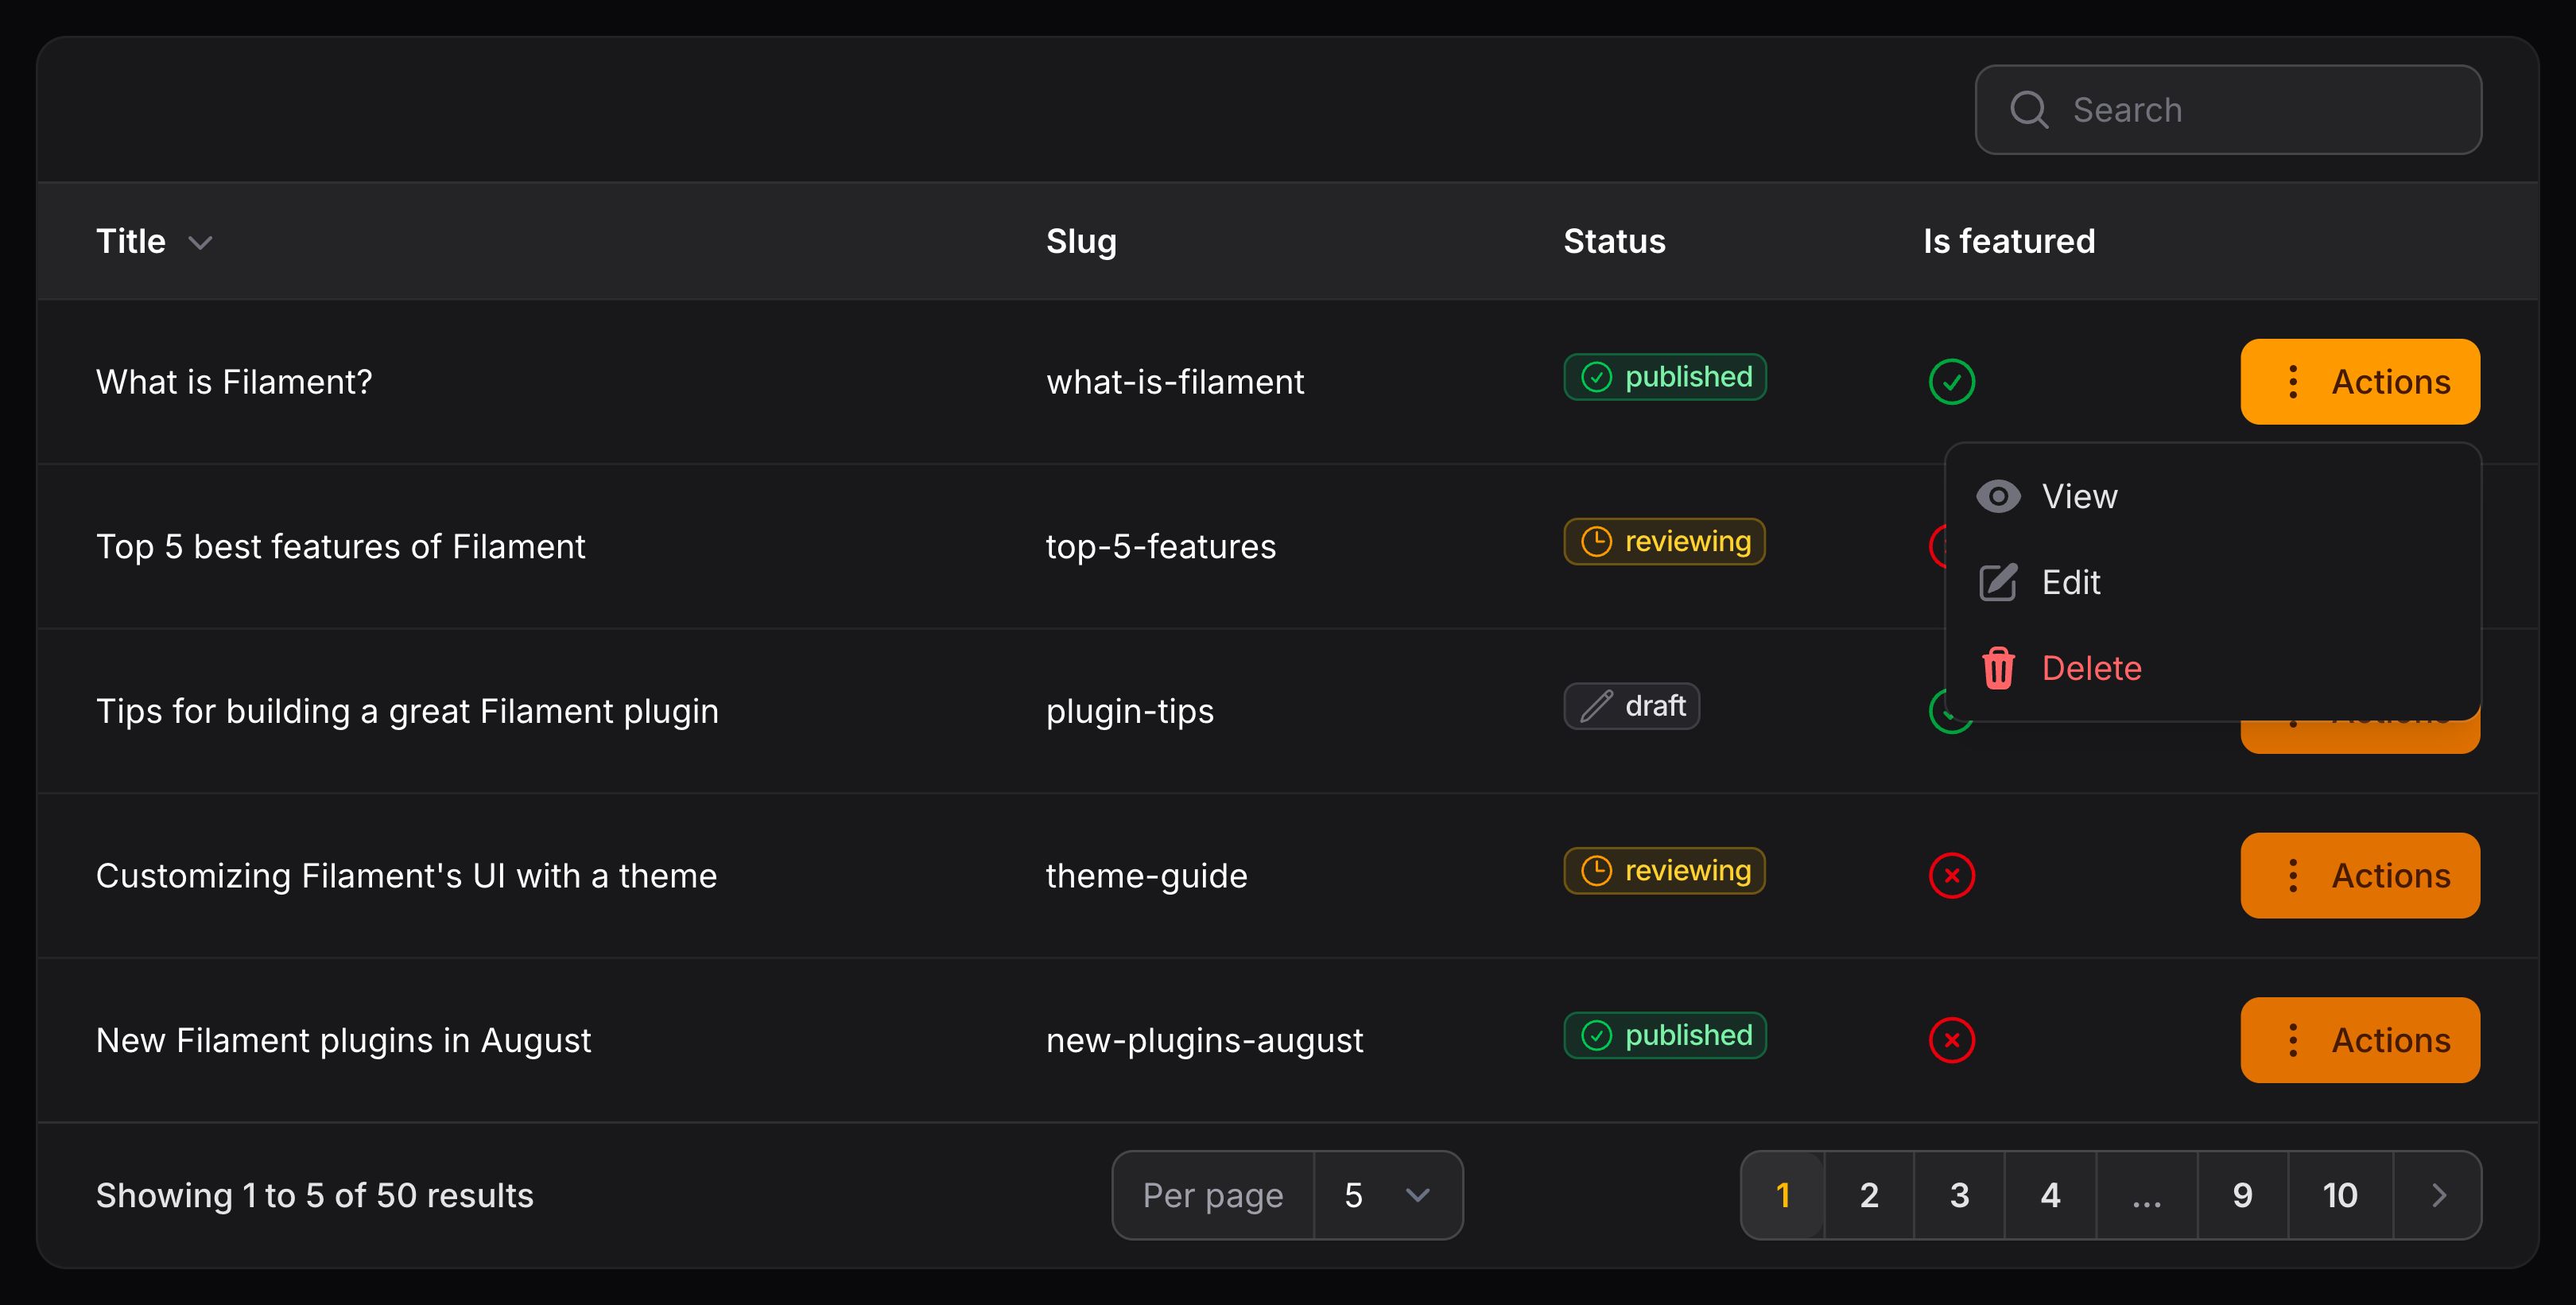 Search
Title Slug Status Is featured
What is Filament? what-is-filament published Actions
View
Top 5 best features of Filament top-5-features reviewing
Edit
Delete
Tips for building a great Filament plugin plugin-tips draft
Customizing Filament's UI with a theme theme-guide reviewing Actions
New Filament plugins in August new-plugins-august published Actions
Showing 1 to 5 of 50 results Per page 5 1 2 3 4 ... 9 10